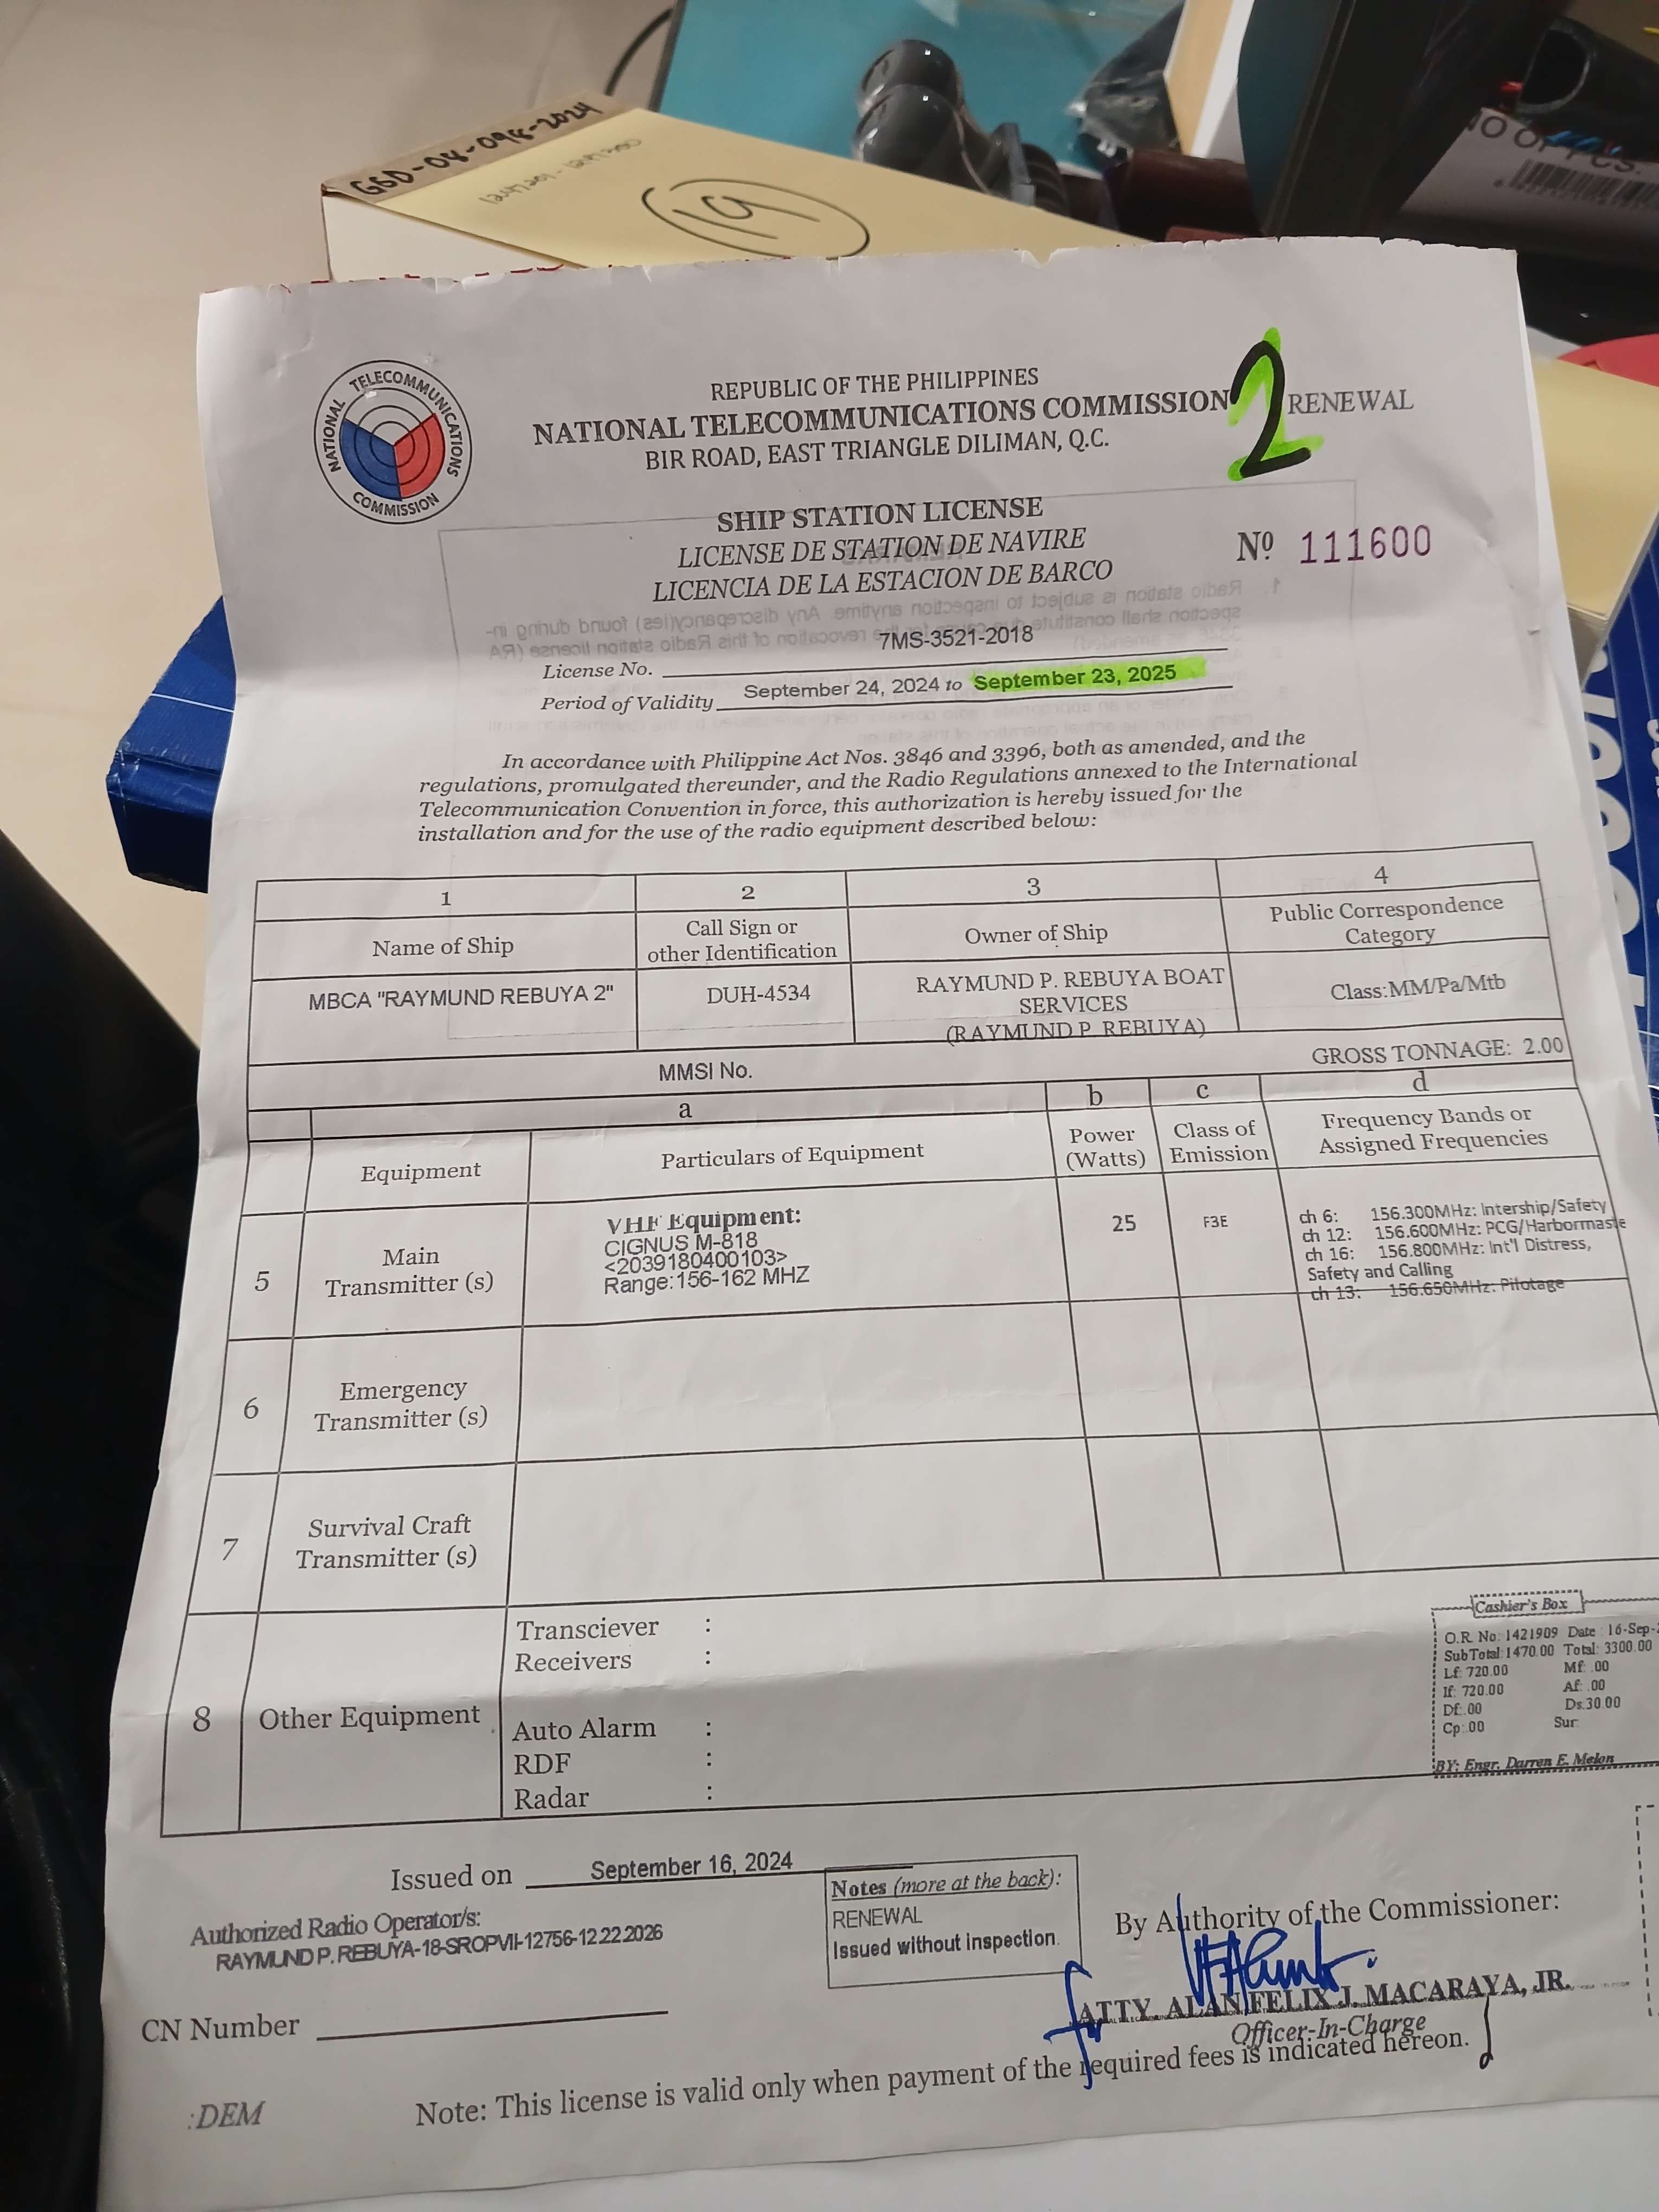 GSD-08-098-2024
19
NATIONAL TELECOMMUNICATIONS COMMISSION
REPUBLIC OF THE PHILIPPINES
NATIONAL TELECOMMUNICATIONS COMMISSION
2
RENEWAL
BIR ROAD, EAST TRIANGLE DILIMAN, Q.C.
SHIP STATION LICENSE
LICENSE DE STATION DE NAVIRE
LICENCIA DE LA ESTACION DE BARCO
Nº 111600
License No. 7MS-3521-2018
Period of Validity September 24, 2024 to September 23, 2025
In accordance with Philippine Act Nos. 3846 and 3396, both as amended, and the
regulations, promulgated thereunder, and the Radio Regulations annexed to the International
Telecommunication Convention in force, this authorization is hereby issued for the
installation and for the use of the radio equipment described below:
1 2 3 4
Name of Ship
Call Sign or
other Identification
Owner of Ship
Public Correspondence
Category
MBCA "RAYMUND REBUYA 2"
DUH-4534
RAYMUND P. REBUYA BOAT
SERVICES
(RAYMUND P. REBUYA)
Class:MM/Pa/Mtb
MMSI No.
GROSS TONNAGE: 2.00
a b c d
Equipment
Particulars of Equipment
Power
(Watts)
Class of
Emission
Frequency Bands or
Assigned Frequencies
5
Main
Transmitter (s)
VHF Equipment:
CIGNUS M-818
<2039180400103>
Range:156-162 MHZ
25
F3E
ch 6: 156.300MHz: Intership/Safety
ch 12: 156.600MHz: PCG/Harbormaste
ch 16: 156.800MHz: Int'l Distress,
Safety and Calling
ch 13: 156.650MHz: Pilotage
6
Emergency
Transmitter (s)
7
Survival Craft
Transmitter (s)
8
Other Equipment
Transciever :
Receivers :
Auto Alarm :
RDF :
Radar :
Cashier's Box
O.R. No: 1421909 Date : 16-Sep-
SubTotal:1470.00 Total: 3300.00
Lf: 720.00 Mf: .00
If: 720.00 Af: .00
Df:.00 Ds:30.00
Cp:.00 Sur:
BY: Engr. Darren E. Melon
Issued on September 16, 2024
Authorized Radio Operator/s:
RAYMUND P. REBUYA-18-SROPVII-12756-12.22.2026
Notes (more at the back):
RENEWAL
Issued without inspection.
By Authority of the Commissioner:
for
ATTY. ALAN FELIX J. MACARAYA, JR.
Officer-In-Charge
CN Number
Note: This license is valid only when payment of the required fees is indicated hereon.
:DEM